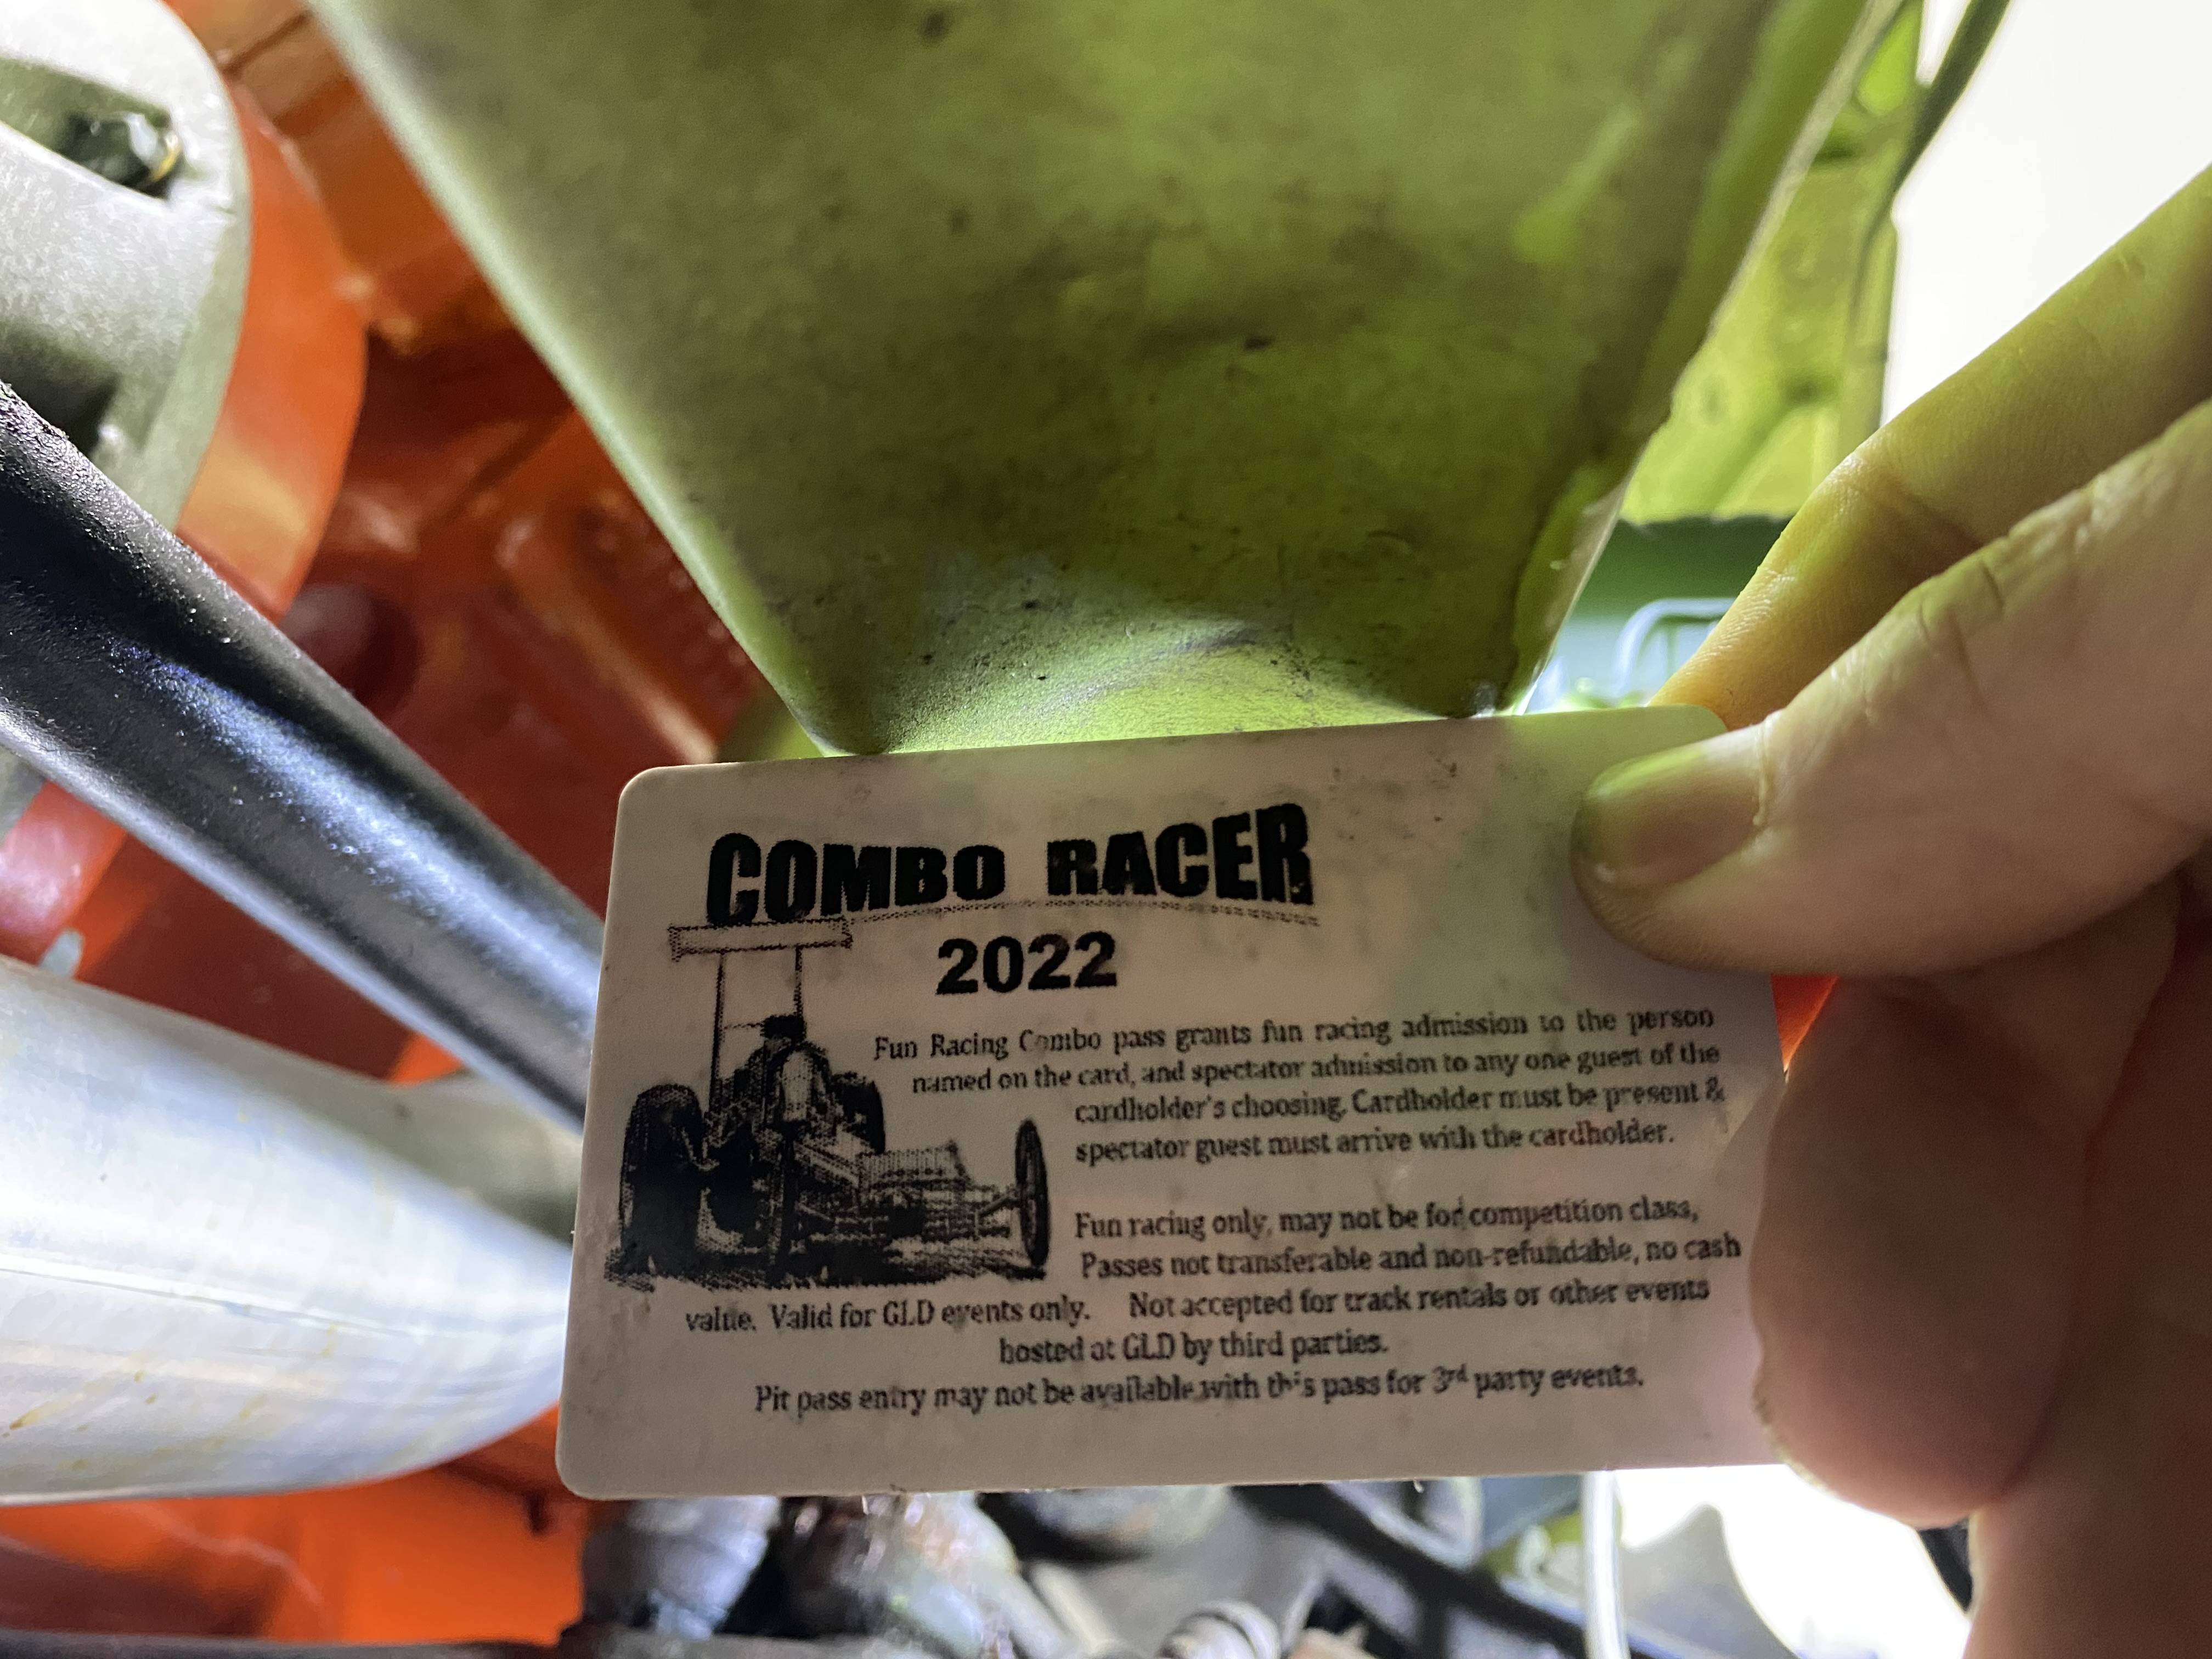 COMBO RACER
2022
Fun Racing Combo pass grants fun racing admission to the person
named on the card, and spectator admission to any one guest of the
cardholder's choosing. Cardholder must be present &
spectator guest must arrive with the cardholder.
Fun racing only, may not be for competition class,
Passes not transferable and non-refundable, no cash
value. Valid for GLD events only. Not accepted for track rentals or other events
hosted at GLD by third parties.
Pit pass entry may not be available with this pass for 3rd party events.